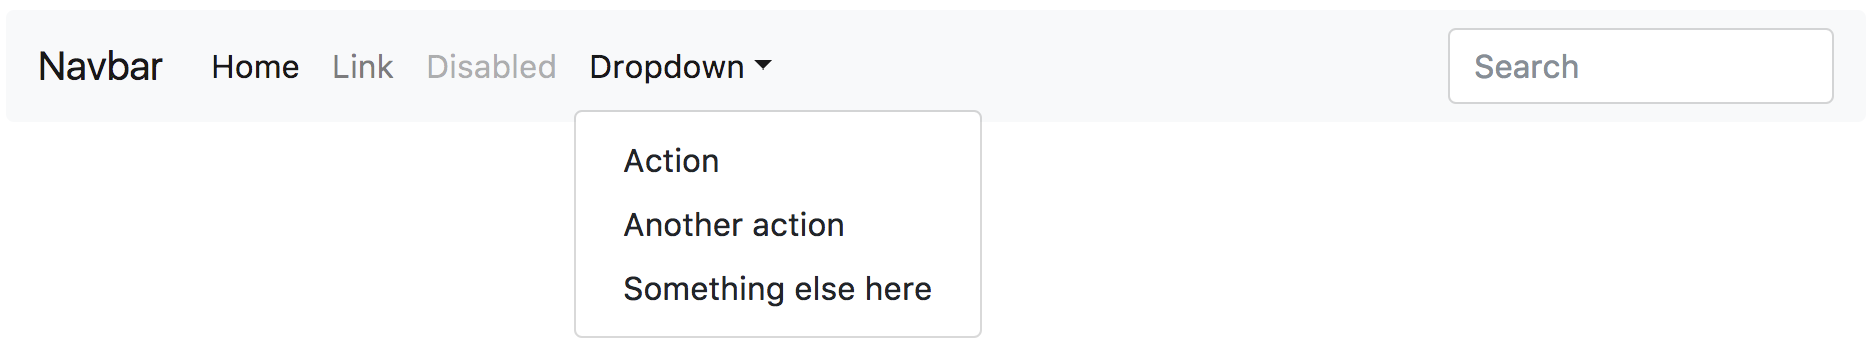 Navbar Home Link Disabled Dropdown Search
Action
Another action
Something else here